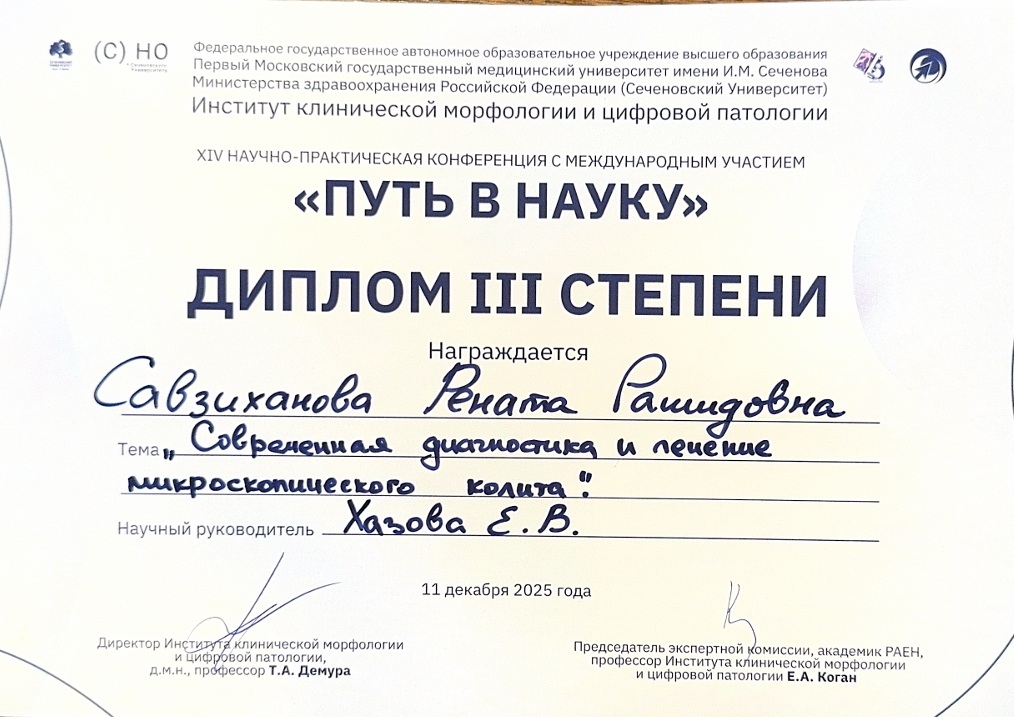 (С) НО
Федеральное государственное автономное образовательное учреждение высшего образования
Первый Московский государственный медицинский университет имени И.М. Сеченова
Министерства здравоохранения Российской Федерации (Сеченовский Университет)
Институт клинической морфологии и цифровой патологии
XIV НАУЧНО-ПРАКТИЧЕСКАЯ КОНФЕРЕНЦИЯ С МЕЖДУНАРОДНЫМ УЧАСТИЕМ
«ПУТЬ В НАУКУ»
ДИПЛОМ III СТЕПЕНИ
Награждается
Савзиханова Рената Рашидовна
Тема „Современная диагностика и лечение
микроскопического колита".
Научный руководитель Хазова Е. В.
11 декабря 2025 года
Директор Института клинической морфологии
и цифровой патологии,
д.м.н., профессор Т.А. Демура
Председатель экспертной комиссии, академик РАЕН,
профессор Института клинической морфологии
и цифровой патологии Е.А. Коган